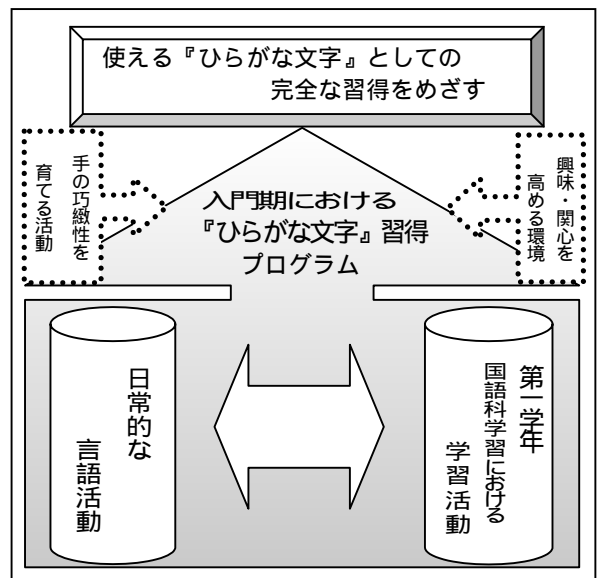 使える『ひらがな文字』としての
完全な習得をめざす
手の巧緻性を
育てる活動
興味・関心を
高める環境
入門期における
『ひらがな文字』習得
プログラム
日常的な
言語活動
第一学年
国語科学習における
学習活動